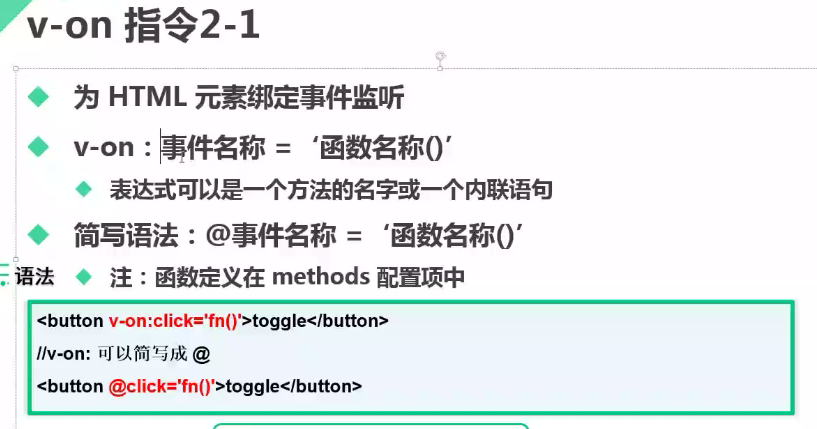 v-on 指令2-1
为 HTML 元素绑定事件监听
v-on：事件名称 =‘函数名称()’
表达式可以是一个方法的名字或一个内联语句
简写语法：@事件名称 =‘函数名称()’
语法
注：函数定义在 methods 配置项中
<button v-on:click='fn()'>toggle</button>
//v-on: 可以简写成 @
<button @click='fn()'>toggle</button>